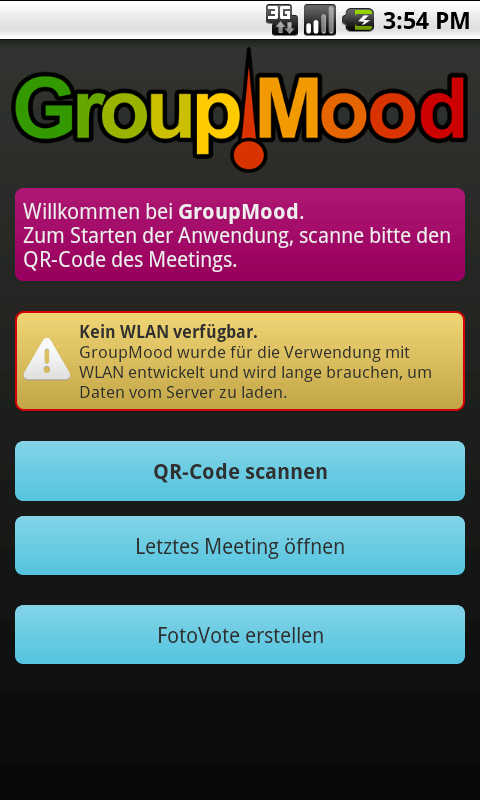 3G 3:54 PM
GroupMood
Willkommen bei GroupMood.
Zum Starten der Anwendung, scanne bitte den
QR-Code des Meetings.
Kein WLAN verfügbar.
GroupMood wurde für die Verwendung mit
WLAN entwickelt und wird lange brauchen, um
Daten vom Server zu laden.
QR-Code scannen
Letztes Meeting öffnen
FotoVote erstellen